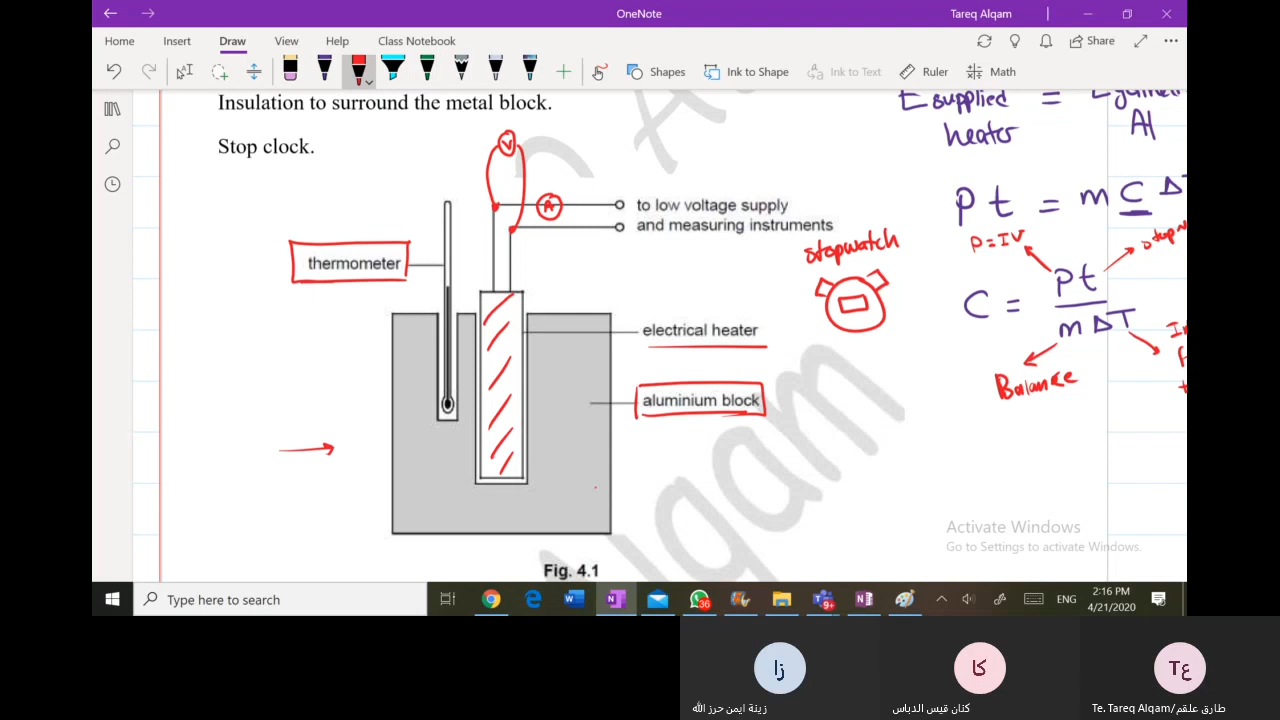 OneNote
Tareq Alqam
Home Insert Draw View Help Class Notebook
Share
Shapes Ink to Shape Ink to Text Ruler Math
Insulation to surround the metal block.
Stop clock.
V
A
to low voltage supply
and measuring instruments
thermometer
electrical heater
aluminium block
stopwatch
E supplied =
heater Al
Pt = m C Δ
P=IV
C = Pt
m ΔT
Balance
Alqam
Fig. 4.1
Activate Windows
Go to Settings to activate Windows.
Type here to search
36
9+
ENG
2:16 PM
4/21/2020
زا
كا
Tع
زينة ايمن حرز الله
كنان قيس الدباس
Te. Tareq Alqam/طارق علقم